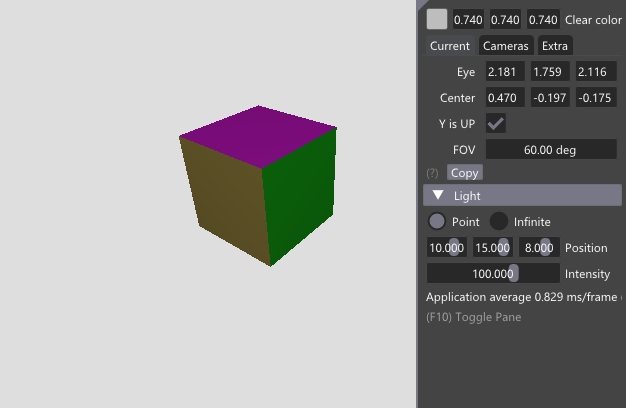 0.740 0.740 0.740 Clear color
Current Cameras Extra
Eye 2.181 1.759 2.116
Center 0.470 -0.197 -0.175
Y is UP
FOV 60.00 deg
(?) Copy
Light
Point Infinite
10.000 15.000 8.000 Position
100.000 Intensity
Application average 0.829 ms/frame
(F10) Toggle Pane